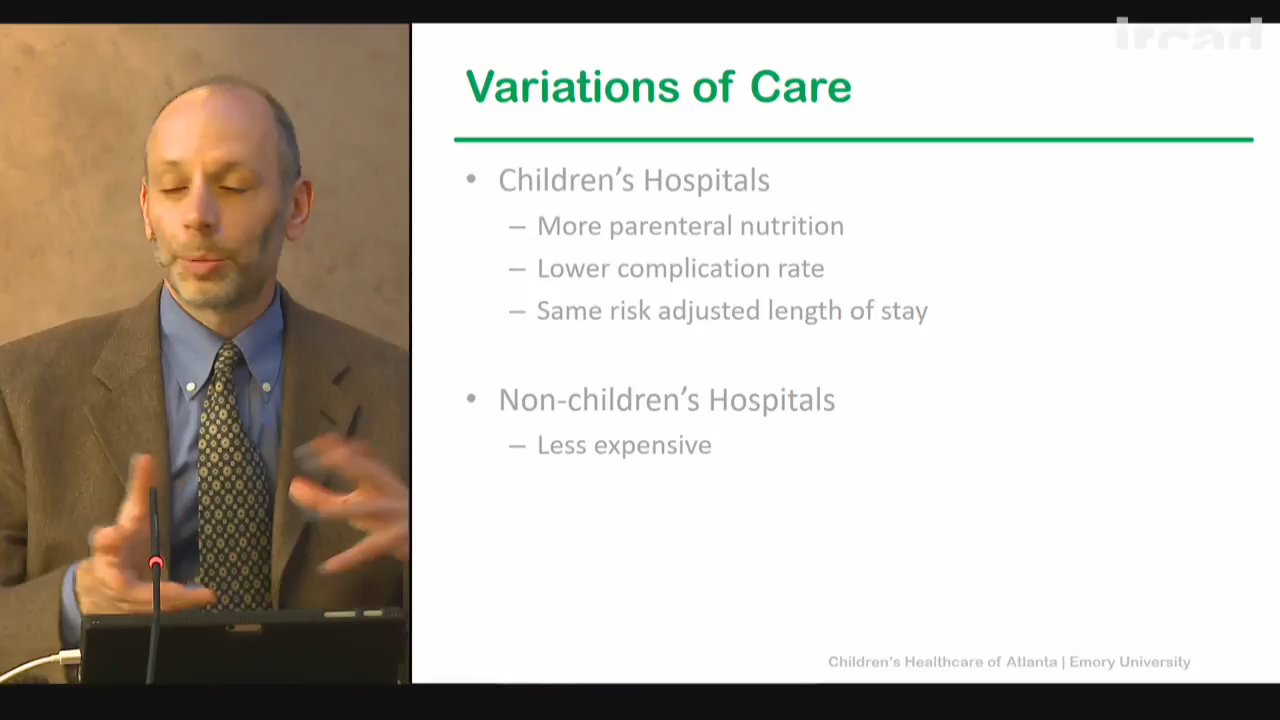 ircad
Variations of Care
• Children's Hospitals
– More parenteral nutrition
– Lower complication rate
– Same risk adjusted length of stay
• Non-children's Hospitals
– Less expensive
Children's Healthcare of Atlanta | Emory University